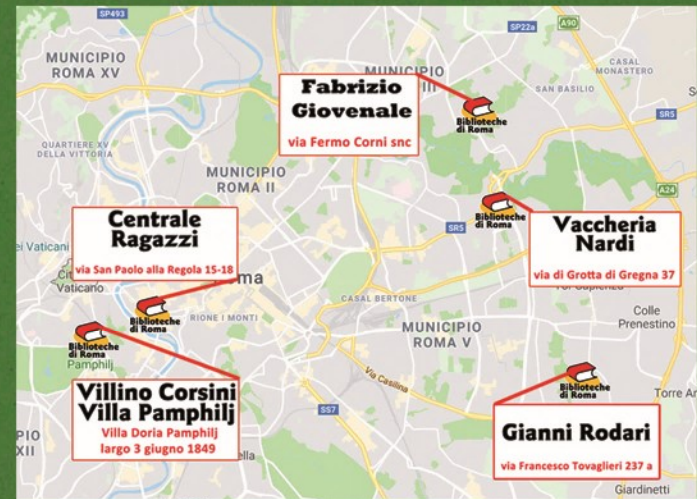 SP493
SP22a
A90
MUNICIPIO
ROMA XV
CASAL
MONASTERO
MUNICIPIO
Fabrizio
Giovenale
via Fermo Corni snc
Biblioteche
di Roma
SAN BASILIO
SR5
QUARTIERE XV
DELLA VITTORIA
MUNICIPIO
ROMA II
A24
Centrale
Ragazzi
via San Paolo alla Regola 15-18
SR5
Biblioteche
di Roma
Vaccheria
Nardi
via di Grotta di Gregna 37
ei Vaticani
Vaticano
Biblioteche
di Roma
RIONE I MONTI
CASAL BERTONE
Colle
Prenestino
MUNICIPIO
ROMA V
Biblioteche
di Roma
Pamphilj
Via Casilina
Biblioteche
di Roma
Villino Corsini
Villa Pamphilj
Villa Doria Pamphilj
largo 3 giugno 1849
SS7
Gianni Rodari
via Francesco Tovaglieri 237 a
XII
Giardinetti